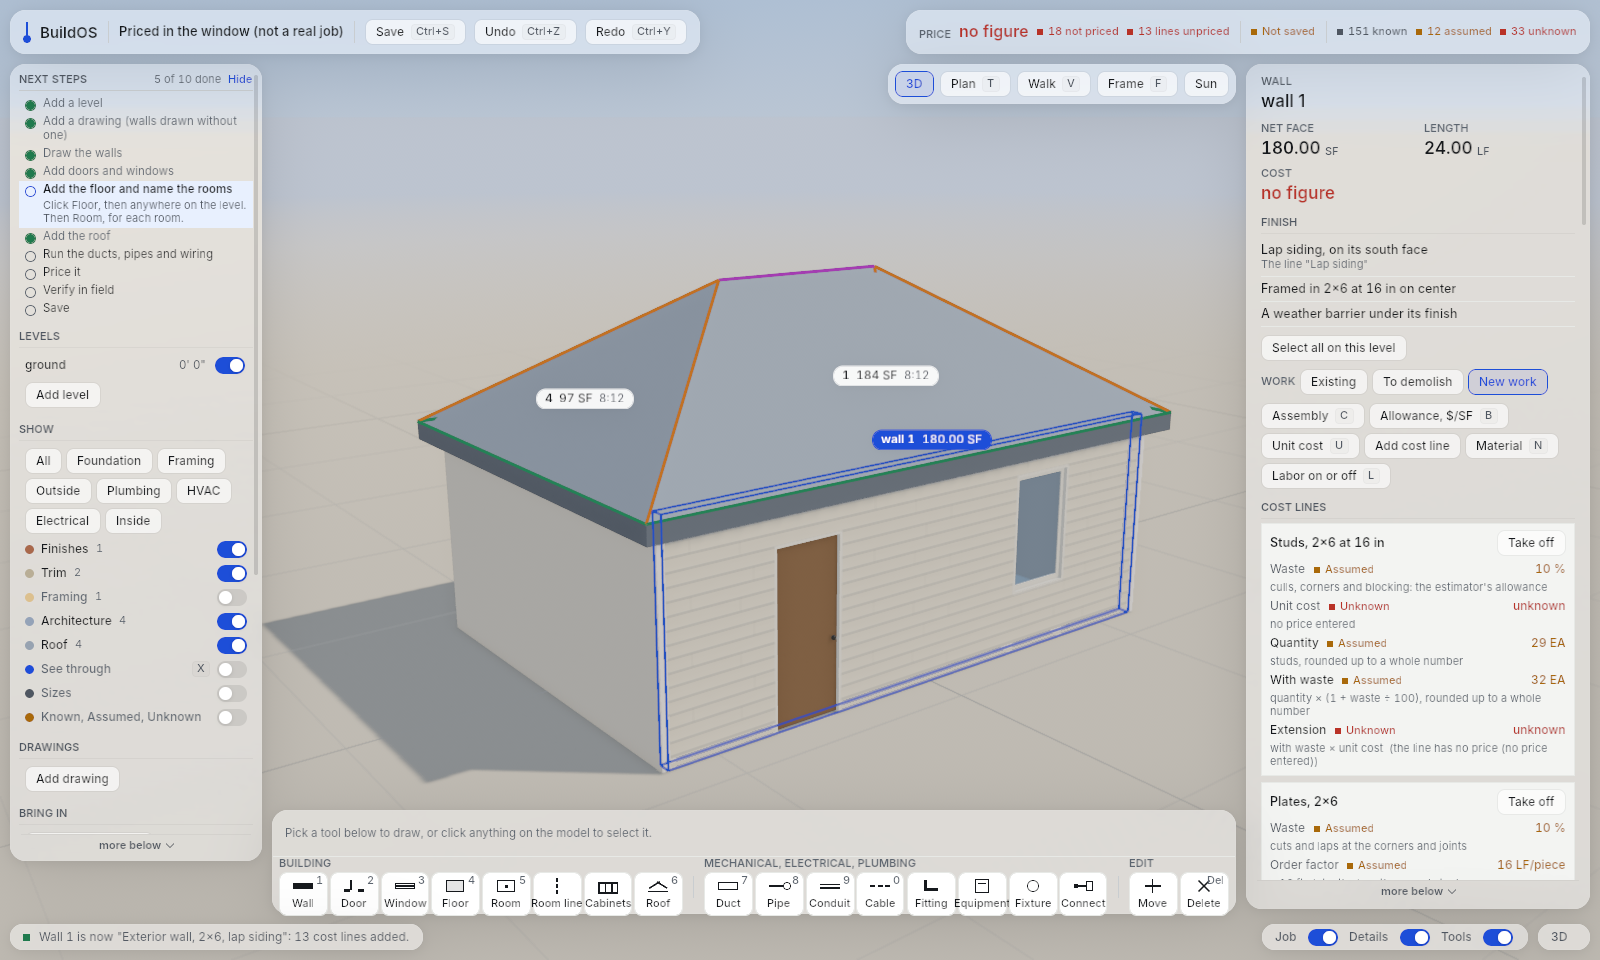 BuildOS
Priced in the window (not a real job)
Save Ctrl+S
Undo Ctrl+Z
Redo Ctrl+Y
PRICE no figure
18 not priced
13 lines unpriced
Not saved
151 known
12 assumed
33 unknown
NEXT STEPS
5 of 10 done Hide
Add a level
Add a drawing (walls drawn without
one)
Draw the walls
Add doors and windows
Add the floor and name the rooms
Click Floor, then anywhere on the level.
Then Room, for each room.
Add the roof
Run the ducts, pipes and wiring
Price it
Verify in field
Save
LEVELS
ground 0' 0"
Add level
SHOW
All Foundation Framing
Outside Plumbing HVAC
Electrical Inside
Finishes 1
Trim 2
Framing 1
Architecture 4
Roof 4
See through X
Sizes
Known, Assumed, Unknown
DRAWINGS
Add drawing
BRING IN
more below
3D
Plan T
Walk V
Frame F
Sun
4 97 SF 8:12
1 184 SF 8:12
wall 1 180.00 SF
WALL
wall 1
NET FACE LENGTH
180.00 SF 24.00 LF
COST
no figure
FINISH
Lap siding, on its south face
The line "Lap siding"
Framed in 2×6 at 16 in on center
A weather barrier under its finish
Select all on this level
WORK Existing To demolish New work
Assembly C Allowance, $/SF B
Unit cost U Add cost line Material N
Labor on or off L
COST LINES
Studs, 2×6 at 16 in Take off
Waste Assumed 10 %
culls, corners and blocking: the estimator's allowance
Unit cost Unknown unknown
no price entered
Quantity Assumed 29 EA
studs, rounded up to a whole number
With waste Assumed 32 EA
quantity × (1 + waste ÷ 100), rounded up to a whole
number
Extension Unknown unknown
with waste × unit cost (the line has no price (no price
entered))
Plates, 2×6 Take off
Waste Assumed 10 %
cuts and laps at the corners and joints
Order factor Assumed 16 LF/piece
more below
Pick a tool below to draw, or click anything on the model to select it.
BUILDING
Wall 1
Door 2
Window 3
Floor 4
Room 5
Room line
Cabinets
Roof 6
MECHANICAL, ELECTRICAL, PLUMBING
Duct 7
Pipe 8
Conduit 9
Cable 0
Fitting
Equipment
Fixture
Connect
EDIT
Move
Delete Del
Wall 1 is now "Exterior wall, 2×6, lap siding": 13 cost lines added.
Job
Details
Tools
3D